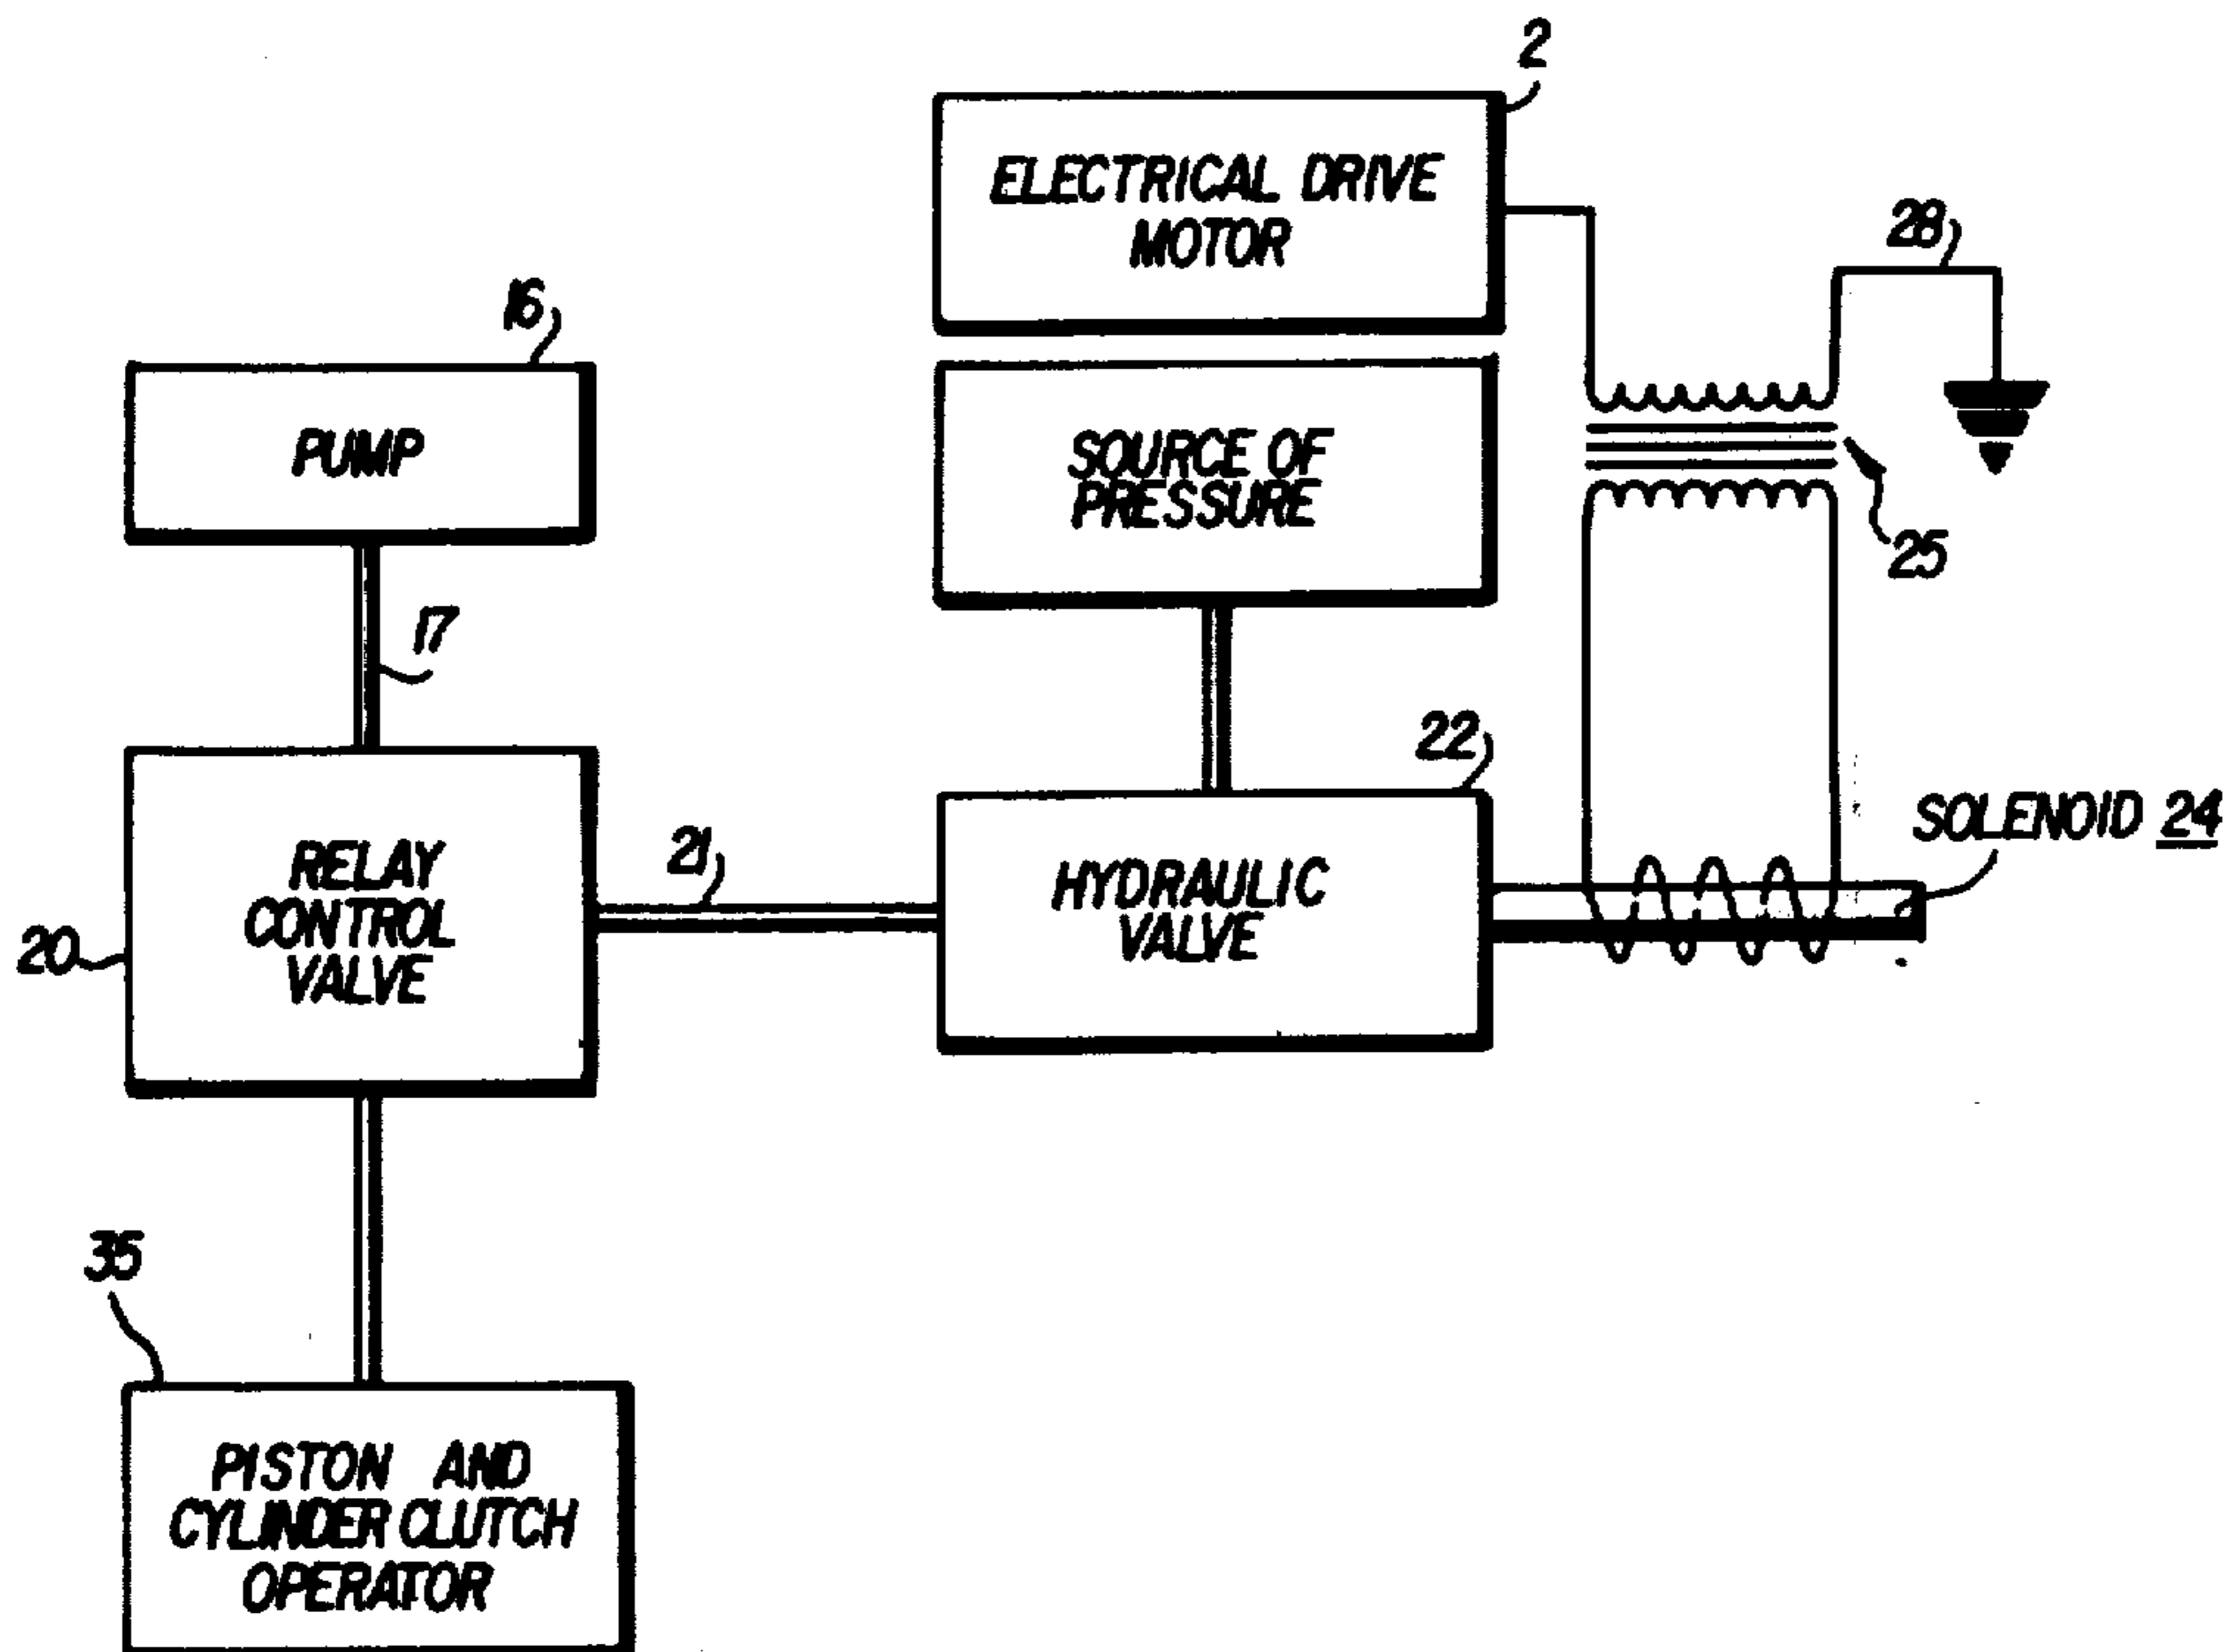 2
ELECTRICAL DRIVE
MOTOR
28
16
PUMP
SOURCE OF
PRESSURE
25
17
22
SOLENOID 24
RELAY
CONTROL
VALVE
20
21
HYDRAULIC
VALVE
35
PISTON AND
CYLINDER CLUTCH
OPERATOR